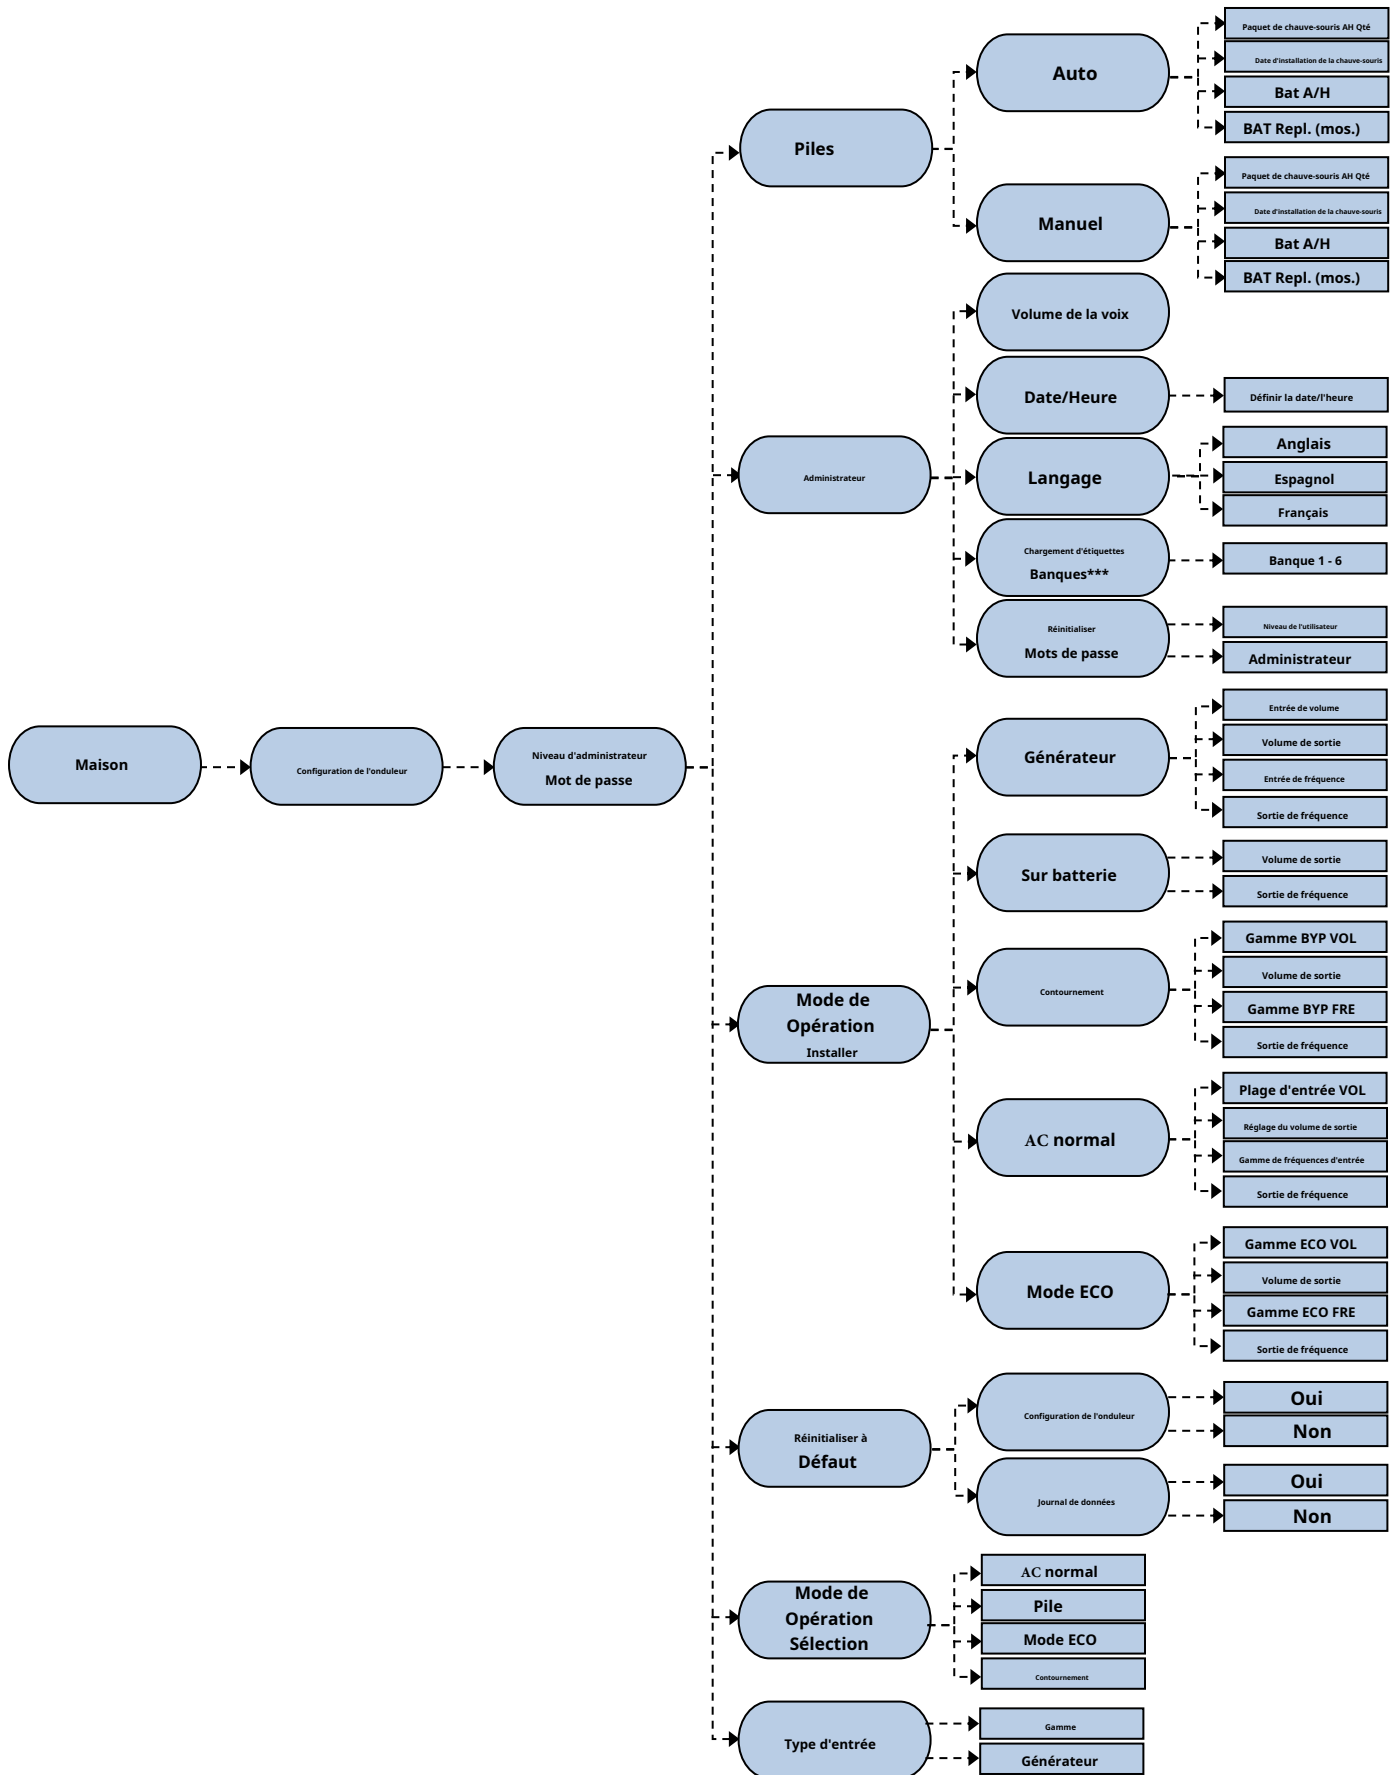 Maison
Configuration de l'onduleur
Niveau d'administrateur
Mot de passe
Piles
Auto
Paquet de chauve-souris AH Qté
Date d'installation de la chauve-souris
Bat A/H
BAT Repl. (mos.)
Manuel
Paquet de chauve-souris AH Qté
Date d'installation de la chauve-souris
Bat A/H
BAT Repl. (mos.)
Administrateur
Volume de la voix
Date/Heure
Définir la date/l'heure
Langage
Anglais
Espagnol
Français
Chargement d'étiquettes
Banques***
Banque 1 - 6
Réinitialiser
Mots de passe
Niveau de l'utilisateur
Administrateur
Mode de
Opération
Installer
Générateur
Entrée de volume
Volume de sortie
Entrée de fréquence
Sortie de fréquence
Sur batterie
Volume de sortie
Sortie de fréquence
Contournement
Gamme BYP VOL
Volume de sortie
Gamme BYP FRE
Sortie de fréquence
AC normal
Plage d'entrée VOL
Réglage du volume de sortie
Gamme de fréquences d'entrée
Sortie de fréquence
Mode ECO
Gamme ECO VOL
Volume de sortie
Gamme ECO FRE
Sortie de fréquence
Réinitialiser à
Défaut
Configuration de l'onduleur
Oui
Non
Journal de données
Oui
Non
Mode de
Opération
Sélection
AC normal
Pile
Mode ECO
Contournement
Type d'entrée
Gamme
Générateur